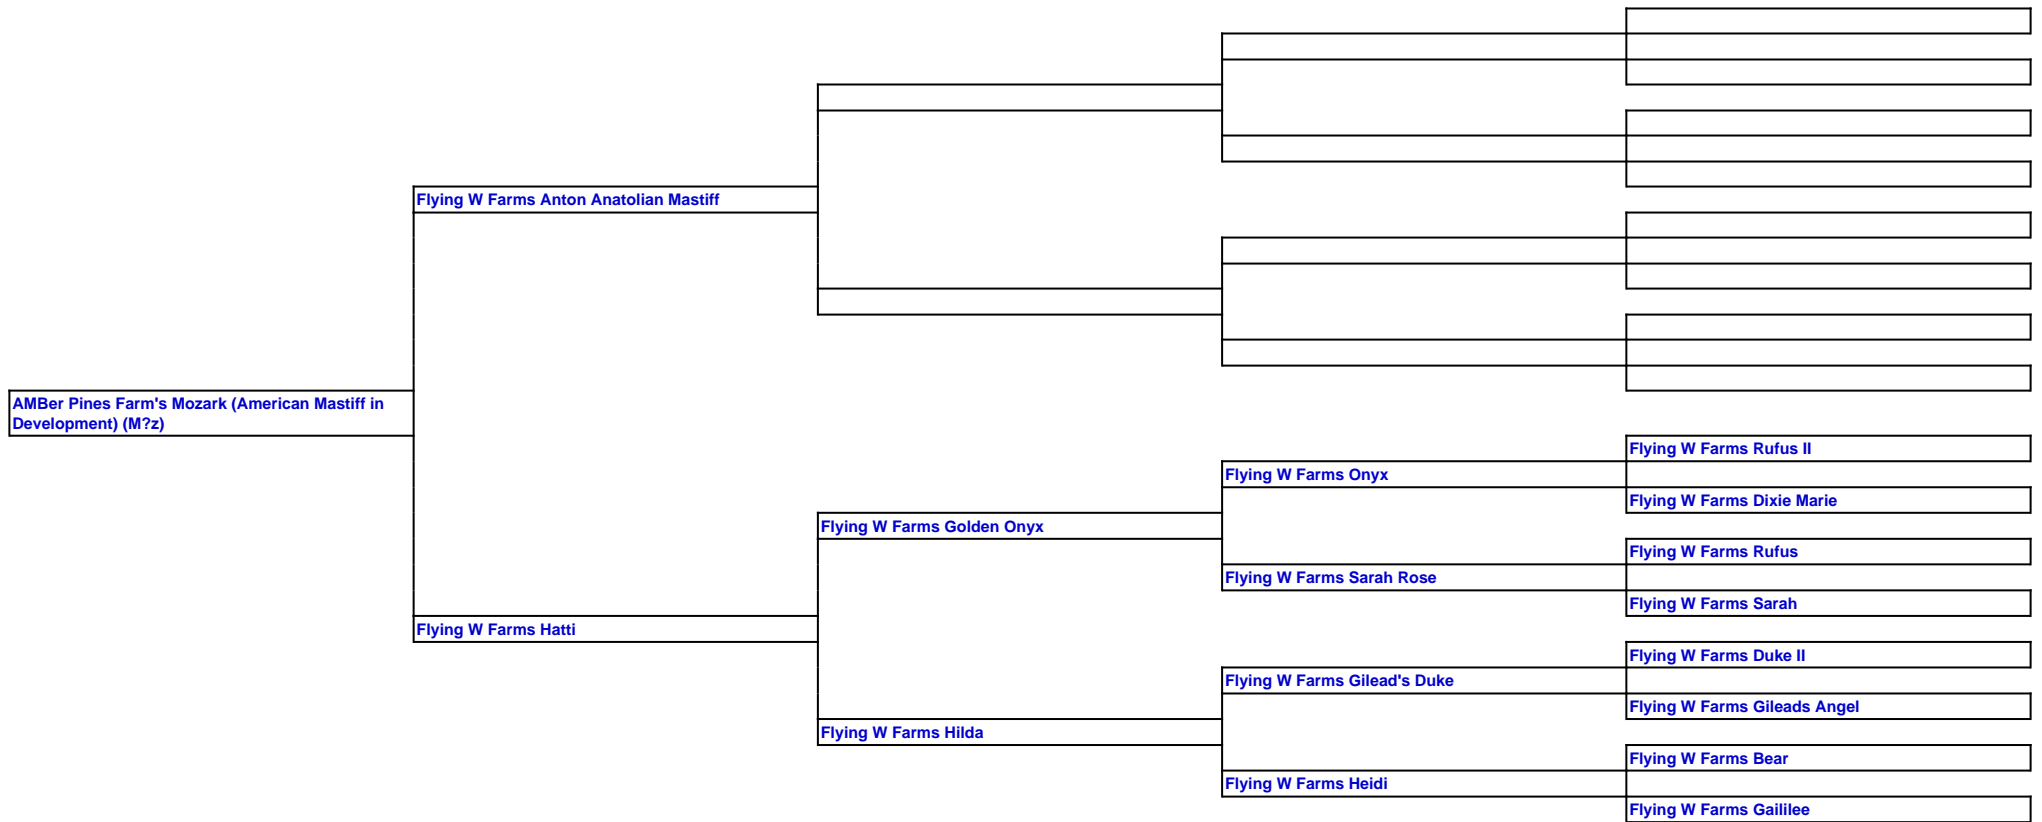 Flying W Farms Anton Anatolian Mastiff
AMBer Pines Farm's Mozark (American Mastiff in
Development) (M?z)
Flying W Farms Rufus II
Flying W Farms Onyx
Flying W Farms Dixie Marie
Flying W Farms Golden Onyx
Flying W Farms Rufus
Flying W Farms Sarah Rose
Flying W Farms Sarah
Flying W Farms Hatti
Flying W Farms Duke II
Flying W Farms Gilead's Duke
Flying W Farms Gileads Angel
Flying W Farms Hilda
Flying W Farms Bear
Flying W Farms Heidi
Flying W Farms Gaililee